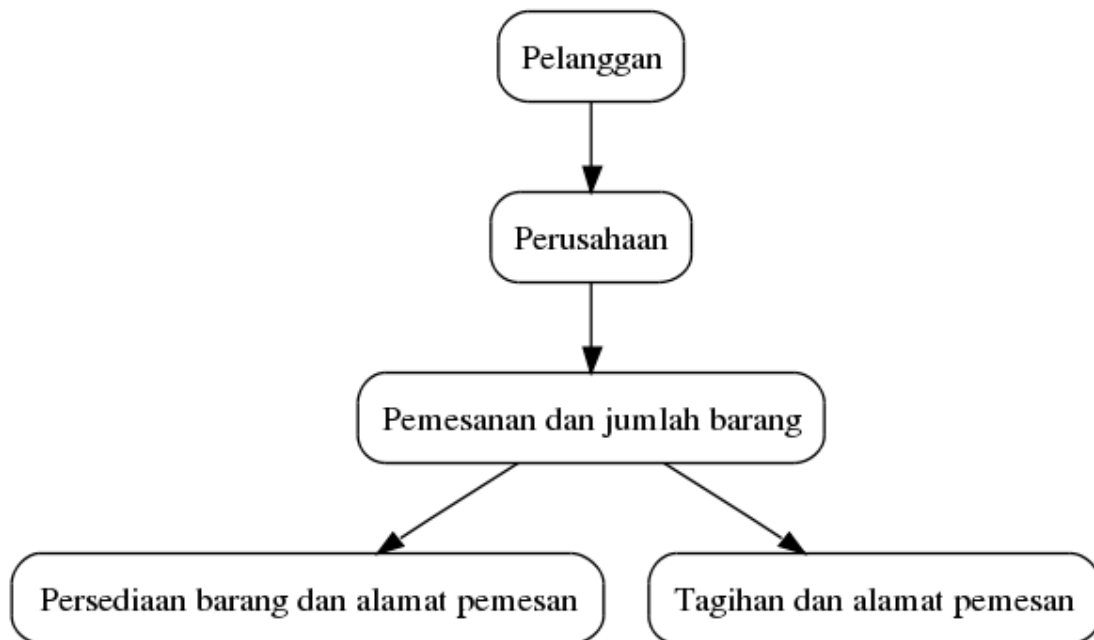 Pelanggan
Perusahaan
Pemesanan dan jumlah barang
Persediaan barang dan alamat pemesan
Tagihan dan alamat pemesan